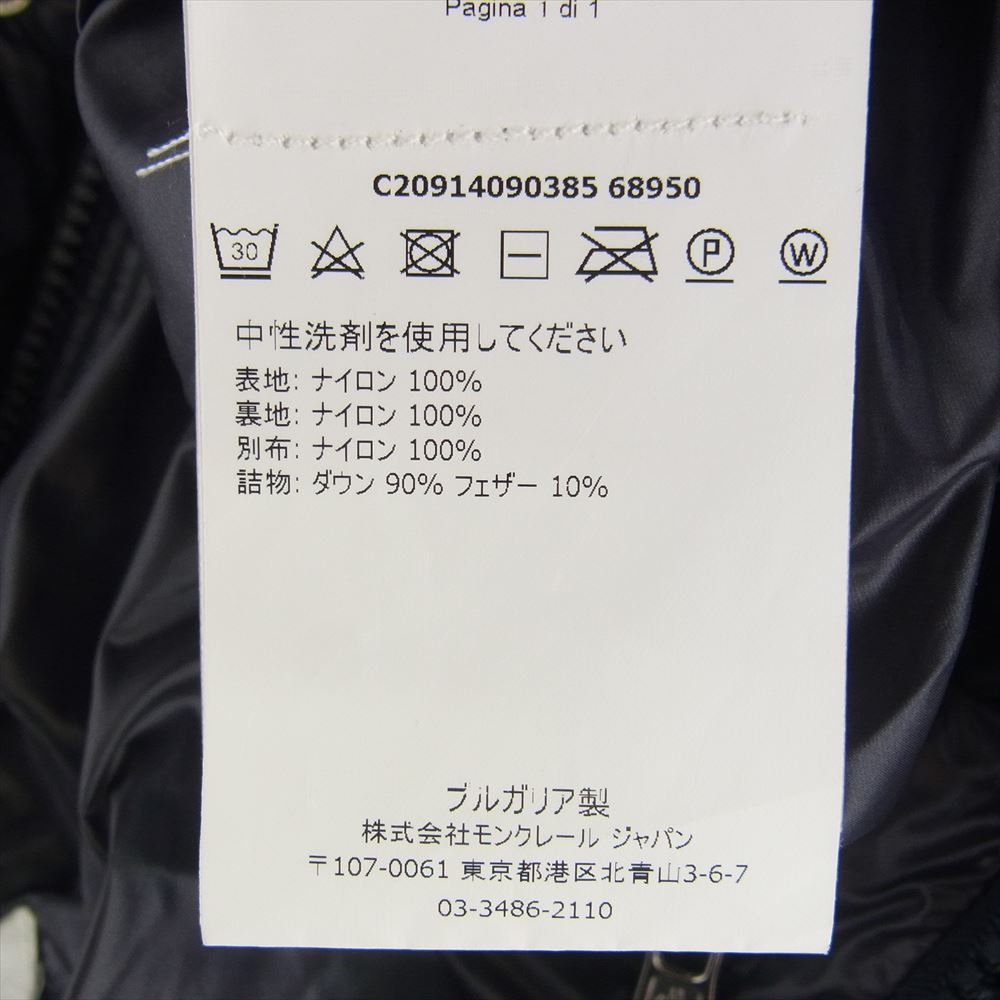 Pagina 1 di 1
C20914090385 68950
30 P W
中性洗剤を使用してください
表地: ナイロン 100%
裏地: ナイロン 100%
別布: ナイロン 100%
詰物: ダウン 90% フェザー 10%
ブルガリア製
株式会社モンクレール ジャパン
〒107-0061 東京都港区北青山3-6-7
03-3486-2110